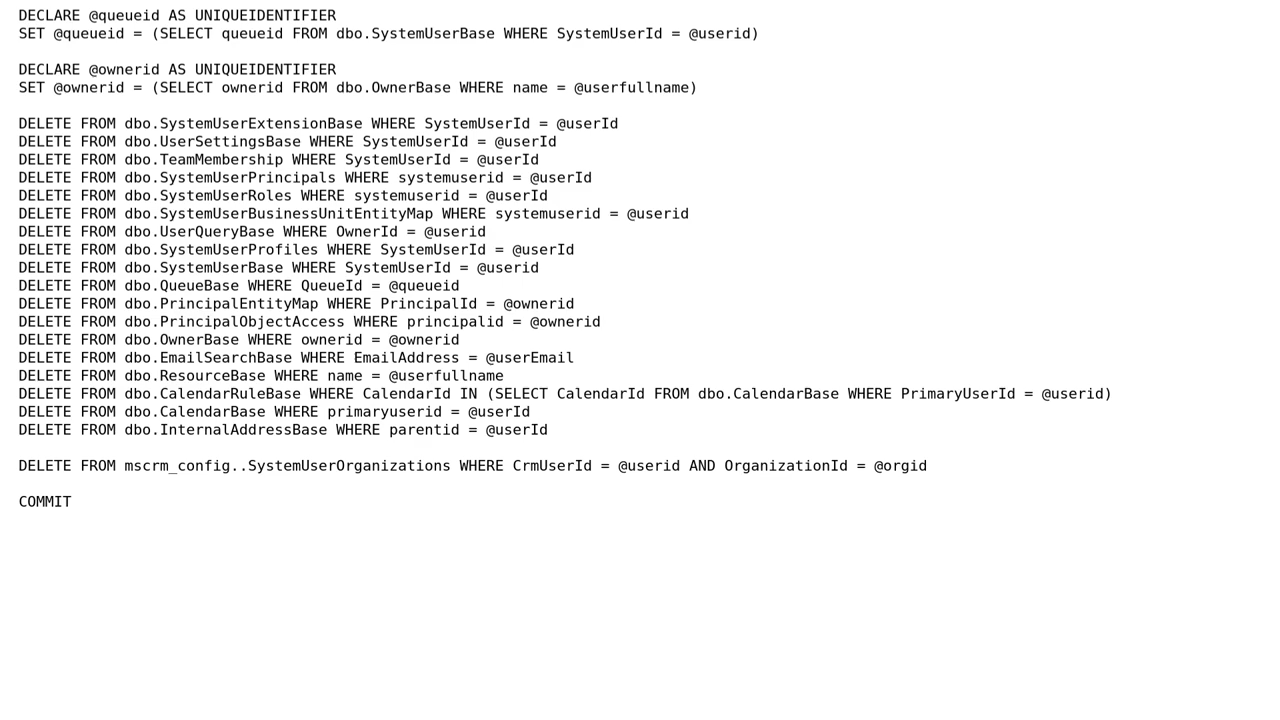 DECLARE @queueid AS UNIQUEIDENTIFIER
SET @queueid = (SELECT queueid FROM dbo.SystemUserBase WHERE SystemUserId = @userid)
DECLARE @ownerid AS UNIQUEIDENTIFIER
SET @ownerid = (SELECT ownerid FROM dbo.OwnerBase WHERE name = @userfullname)
DELETE FROM dbo.SystemUserExtensionBase WHERE SystemUserId = @userId
DELETE FROM dbo.UserSettingsBase WHERE SystemUserId = @userId
DELETE FROM dbo.TeamMembership WHERE SystemUserId = @userId
DELETE FROM dbo.SystemUserPrincipals WHERE systemuserid = @userId
DELETE FROM dbo.SystemUserRoles WHERE systemuserid = @userId
DELETE FROM dbo.SystemUserBusinessUnitEntityMap WHERE systemuserid = @userid
DELETE FROM dbo.UserQueryBase WHERE OwnerId = @userid
DELETE FROM dbo.SystemUserProfiles WHERE SystemUserId = @userId
DELETE FROM dbo.SystemUserBase WHERE SystemUserId = @userid
DELETE FROM dbo.QueueBase WHERE QueueId = @queueid
DELETE FROM dbo.PrincipalEntityMap WHERE PrincipalId = @ownerid
DELETE FROM dbo.PrincipalObjectAccess WHERE principalid = @ownerid
DELETE FROM dbo.OwnerBase WHERE ownerid = @ownerid
DELETE FROM dbo.EmailSearchBase WHERE EmailAddress = @userEmail
DELETE FROM dbo.ResourceBase WHERE name = @userfullname
DELETE FROM dbo.CalendarRuleBase WHERE CalendarId IN (SELECT CalendarId FROM dbo.CalendarBase WHERE PrimaryUserId = @userid)
DELETE FROM dbo.CalendarBase WHERE primaryuserid = @userId
DELETE FROM dbo.InternalAddressBase WHERE parentid = @userId
DELETE FROM mscrm_config..SystemUserOrganizations WHERE CrmUserId = @userid AND OrganizationId = @orgid
COMMIT